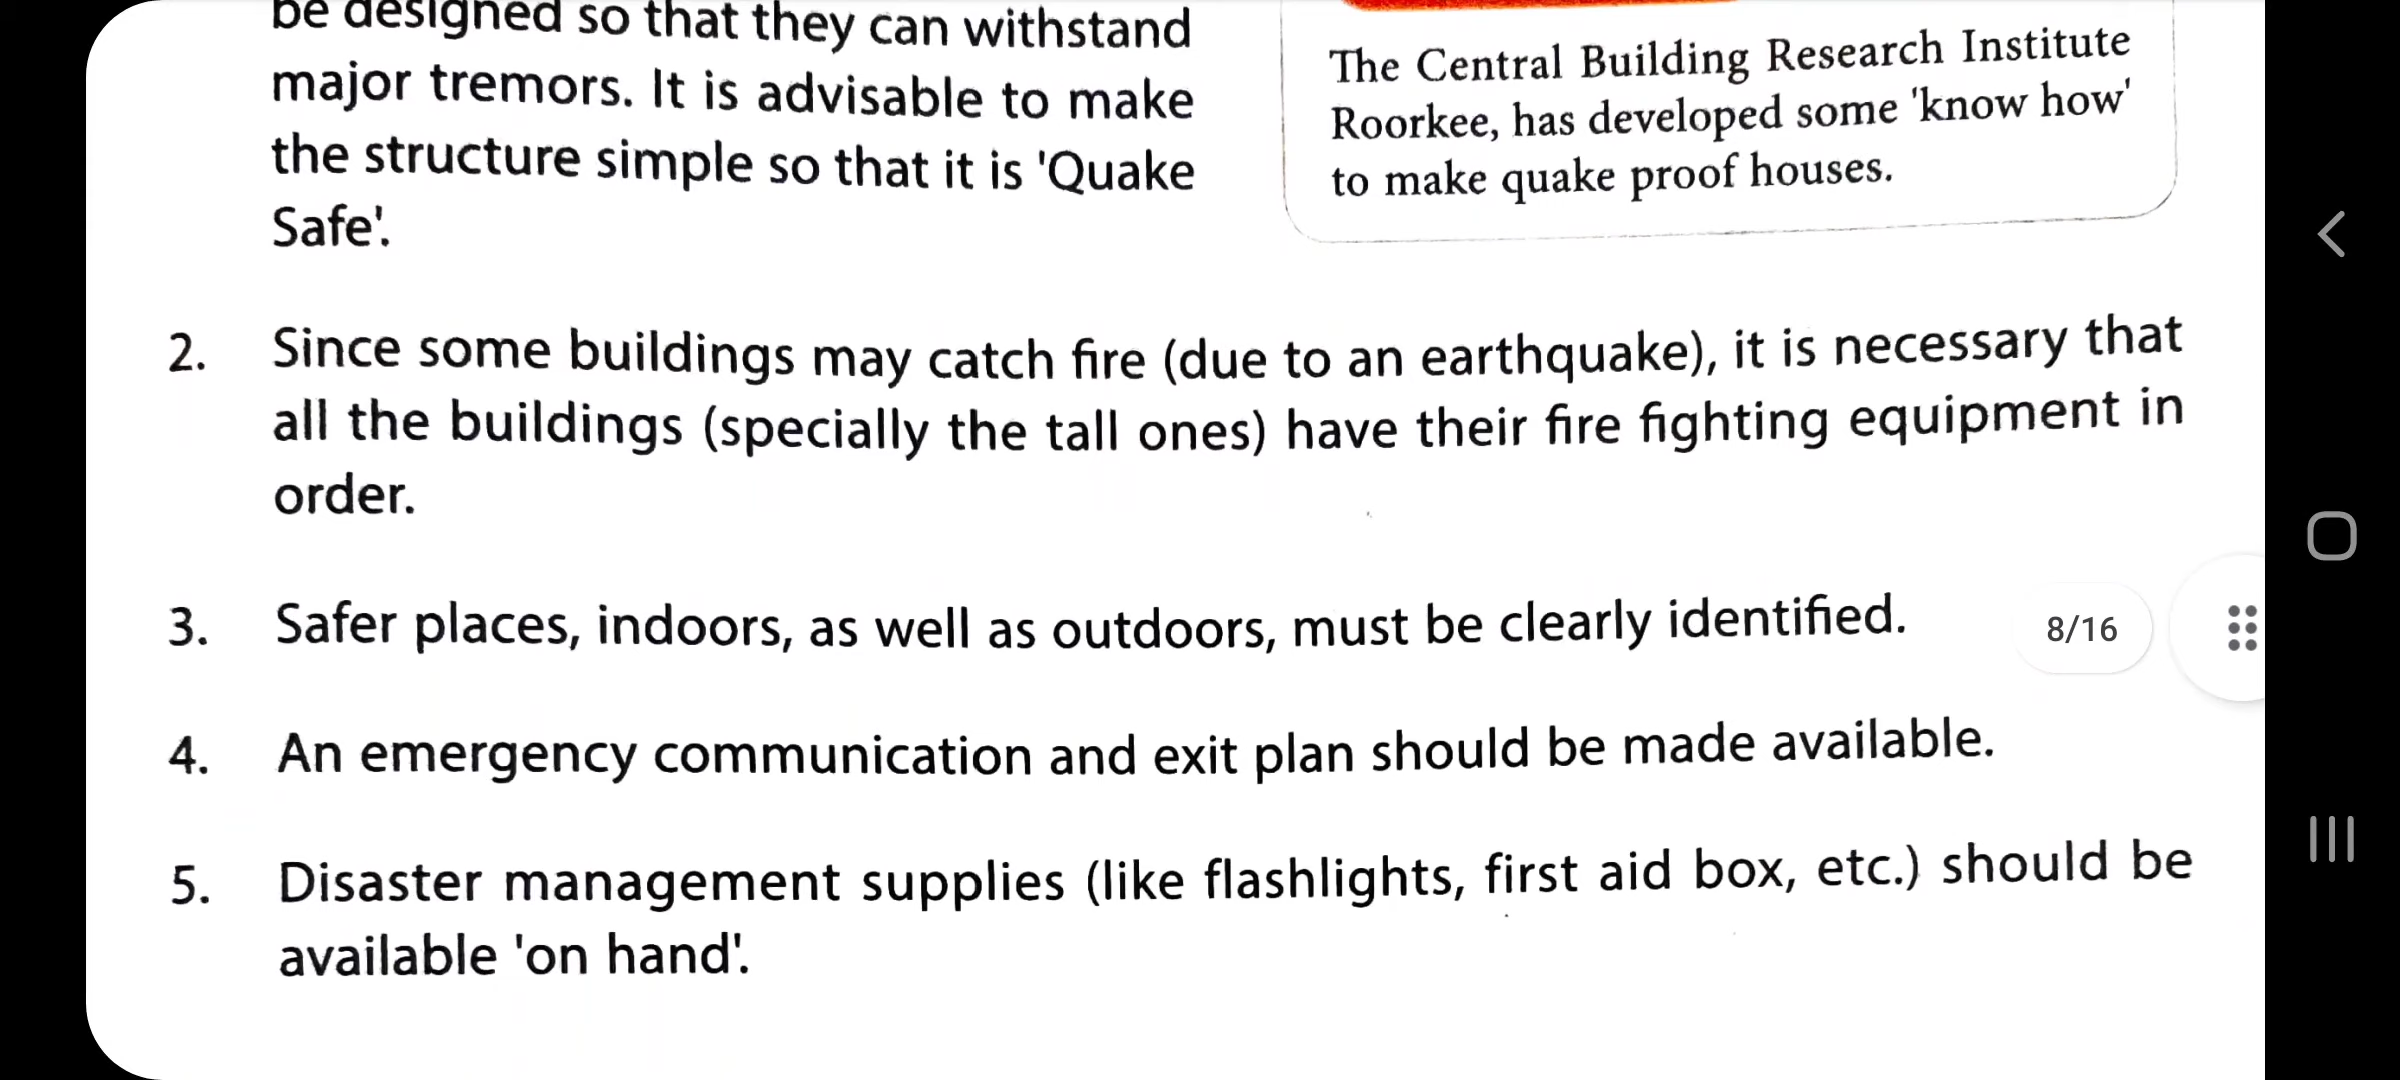 be designed so that they can withstand
major tremors. It is advisable to make
the structure simple so that it is 'Quake
Safe'.
The Central Building Research Institute
Roorkee, has developed some 'know how'
to make quake proof houses.
2. Since some buildings may catch fire (due to an earthquake), it is necessary that
all the buildings (specially the tall ones) have their fire fighting equipment in
order.
3. Safer places, indoors, as well as outdoors, must be clearly identified.
8/16
4. An emergency communication and exit plan should be made available.
5. Disaster management supplies (like flashlights, first aid box, etc.) should be
available 'on hand'.